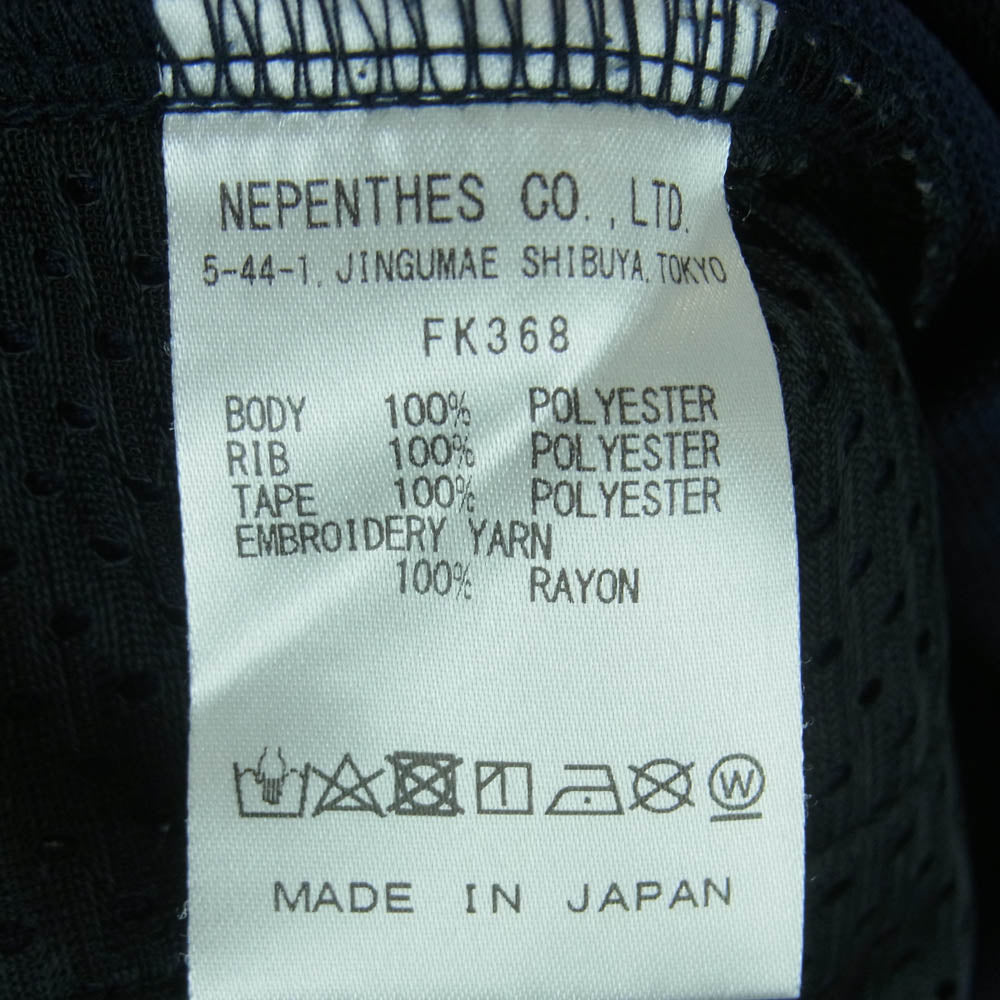 NEPENTHES CO.,LTD.
5-44-1, JINGUMAE SHIBUYA, TOKYO
FK368
BODY 100% POLYESTER
RIB 100% POLYESTER
TAPE 100% POLYESTER
EMBROIDERY YARN
100% RAYON
W
MADE IN JAPAN